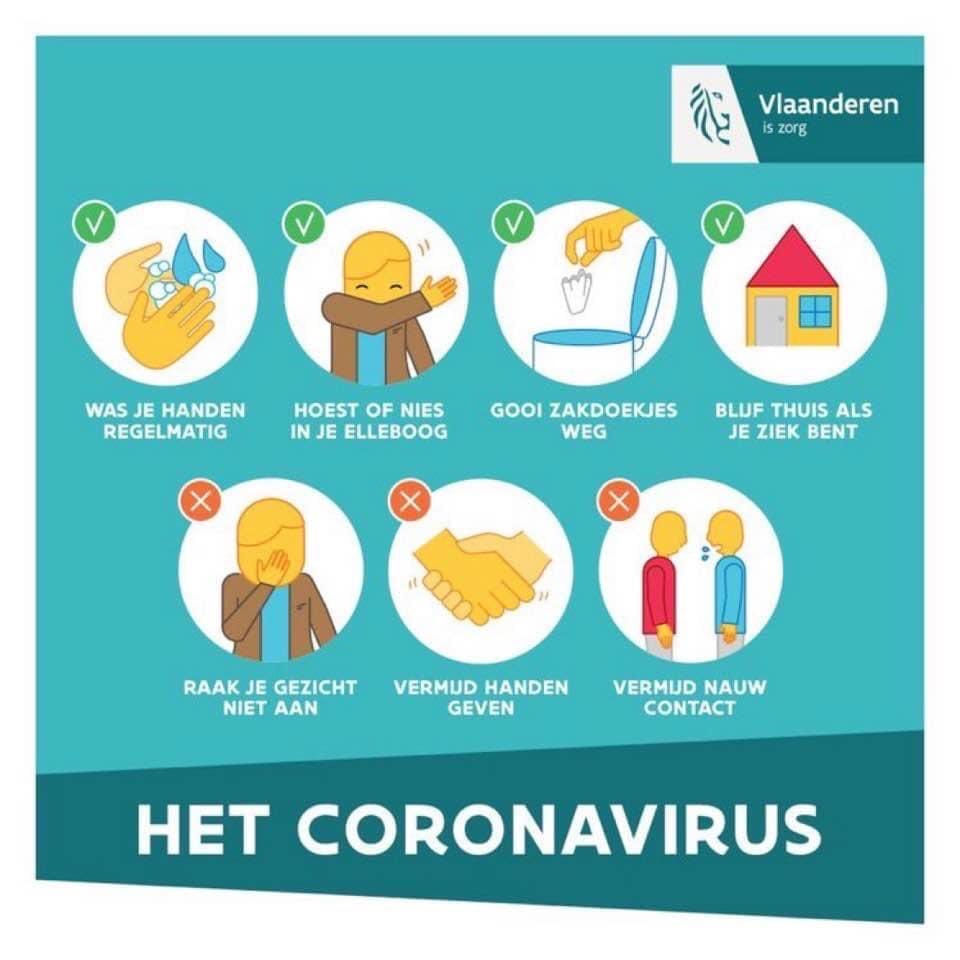 Vlaanderen
is zorg
WAS JE HANDEN
REGELMATIG
HOEST OF NIES
IN JE ELLEBOOG
GOOI ZAKDOEKJES
WEG
BLIJF THUIS ALS
JE ZIEK BENT
RAAK JE GEZICHT
NIET AAN
VERMIJD HANDEN
GEVEN
VERMIJD NAUW
CONTACT
HET CORONAVIRUS